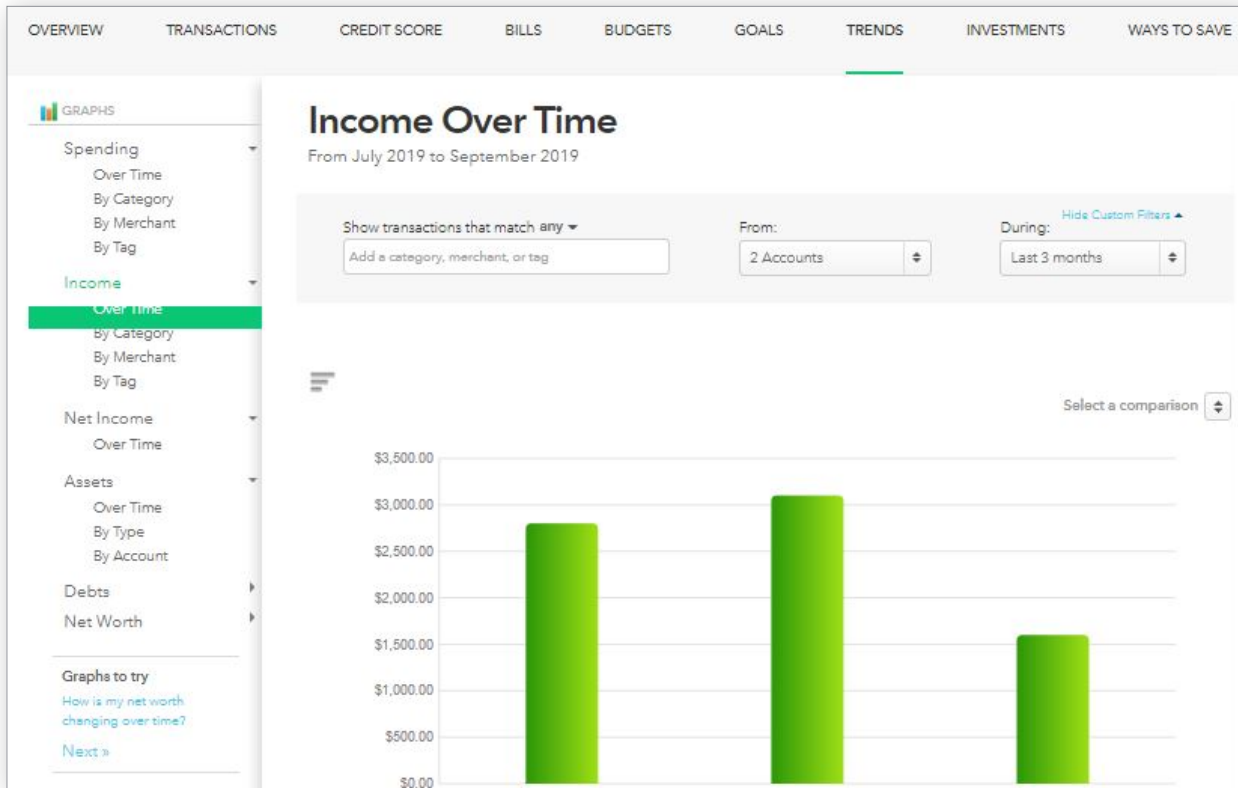 OVERVIEW TRANSACTIONS CREDIT SCORE BILLS BUDGETS GOALS TRENDS INVESTMENTS WAYS TO SAVE
GRAPHS
Spending
Over Time
By Category
By Merchant
By Tag
Income
Over Time
By Category
By Merchant
By Tag
Net Income
Over Time
Assets
Over Time
By Type
By Account
Debts
Net Worth
Graphs to try
How is my net worth
changing over time?
Next »
Income Over Time
From July 2019 to September 2019
Hide Custom Filters
Show transactions that match any
Add a category, merchant, or tag
From:
2 Accounts
During:
Last 3 months
Select a comparison
$3,500.00
$3,000.00
$2,500.00
$2,000.00
$1,500.00
$1,000.00
$500.00
$0.00